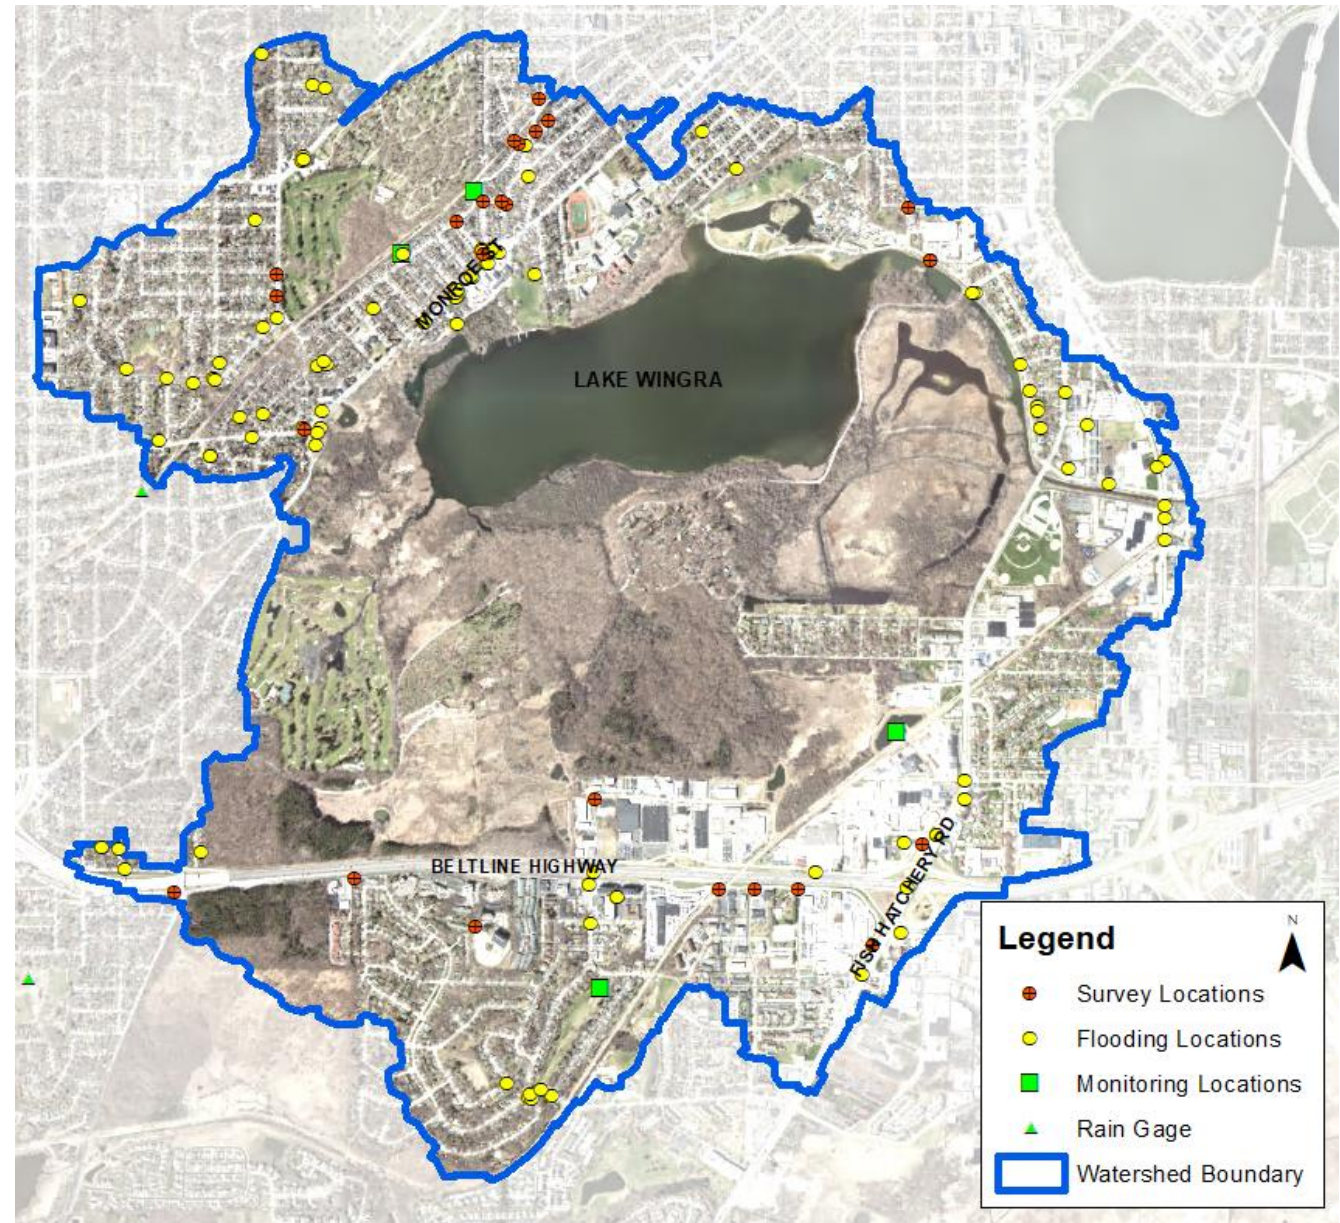 MONROE ST
LAKE WINGRA
BELTLINE HIGHWAY
FISH HATCHERY RD
N
Legend
Survey Locations
Flooding Locations
Monitoring Locations
Rain Gage
Watershed Boundary